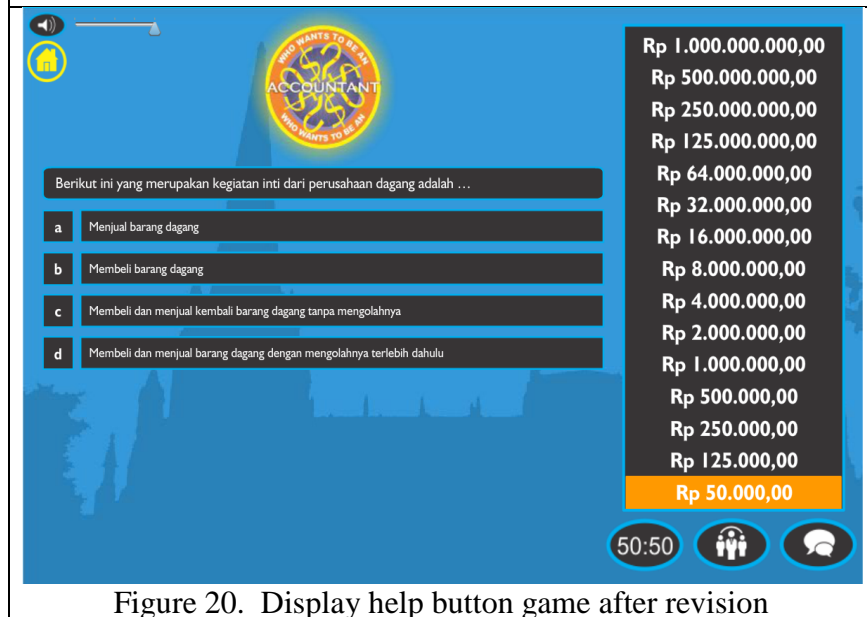 WHO WANTS TO BE AN
ACCOUNTANT
WHO WANTS TO BE AN
Berikut ini yang merupakan kegiatan inti dari perusahaan dagang adalah …
a Menjual barang dagang
b Membeli barang dagang
c Membeli dan menjual kembali barang dagang tanpa mengolahnya
d Membeli dan menjual barang dagang dengan mengolahnya terlebih dahulu
Rp 1.000.000.000,00
Rp 500.000.000,00
Rp 250.000.000,00
Rp 125.000.000,00
Rp 64.000.000,00
Rp 32.000.000,00
Rp 16.000.000,00
Rp 8.000.000,00
Rp 4.000.000,00
Rp 2.000.000,00
Rp 1.000.000,00
Rp 500.000,00
Rp 250.000,00
Rp 125.000,00
Rp 50.000,00
50:50
Figure 20. Display help button game after revision